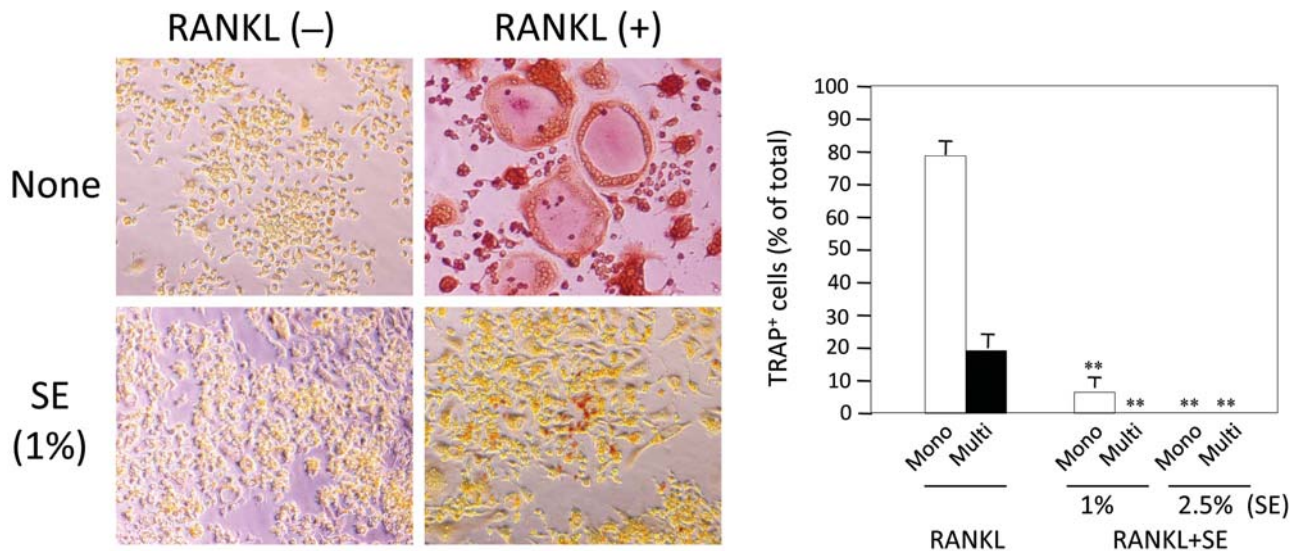 RANKL (–) RANKL (+)
None
SE
(1%)
TRAP⁺ cells (% of total)
100
90
80
70
60
50
40
30
20
10
0
** ** ** **
Mono Multi Mono Multi Mono Multi
1% 2.5% (SE)
RANKL RANKL+SE